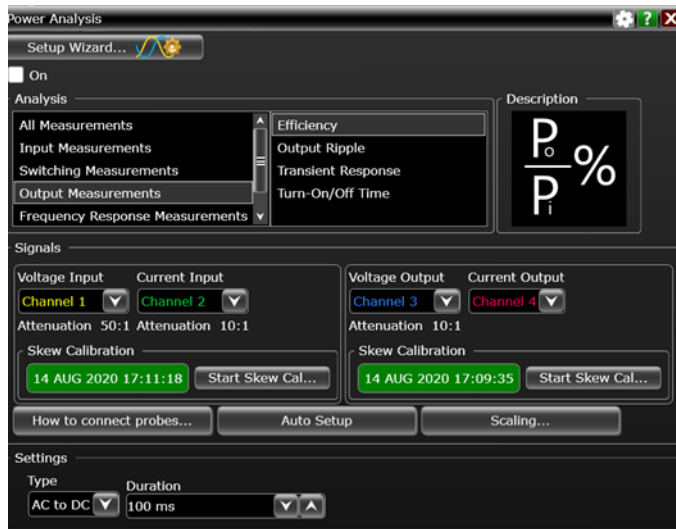 Power Analysis
?
X
Setup Wizard...
On
Analysis
All Measurements
Input Measurements
Switching Measurements
Output Measurements
Frequency Response Measurements
Efficiency
Output Ripple
Transient Response
Turn-On/Off Time
Description
Po
Pi
%
Signals
Voltage Input Current Input
Channel 1 Channel 2
Attenuation 50:1 Attenuation 10:1
Skew Calibration
14 AUG 2020 17:11:18 Start Skew Cal...
Voltage Output Current Output
Channel 3 Channel 4
Attenuation 10:1
Skew Calibration
14 AUG 2020 17:09:35 Start Skew Cal...
How to connect probes... Auto Setup Scaling...
Settings
Type Duration
AC to DC 100 ms